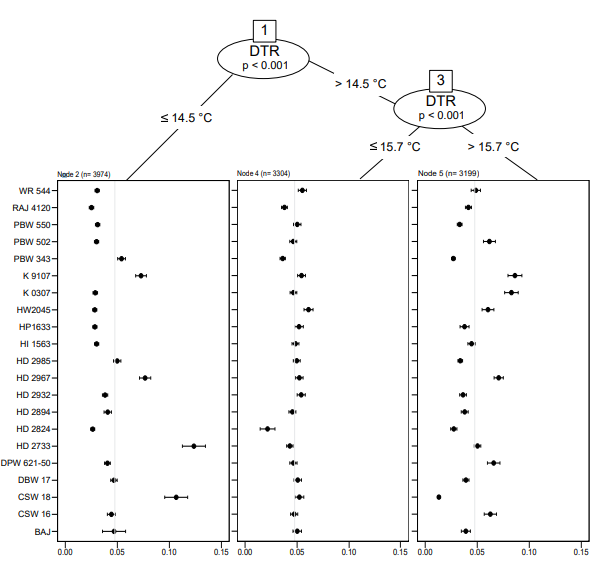 1
DTR
p < 0.001
≤ 14.5 °C
> 14.5 °C
3
DTR
p < 0.001
≤ 15.7 °C
> 15.7 °C
Node 2 (n= 3974)
Node 4 (n= 3304)
Node 5 (n= 3199)
WR 544
RAJ 4120
PBW 550
PBW 502
PBW 343
K 9107
K 0307
HW2045
HP1633
HI 1563
HD 2985
HD 2967
HD 2932
HD 2894
HD 2824
HD 2733
DPW 621-50
DBW 17
CSW 18
CSW 16
BAJ
0.00 0.05 0.10 0.15
0.00 0.05 0.10 0.15
0.00 0.05 0.10 0.15